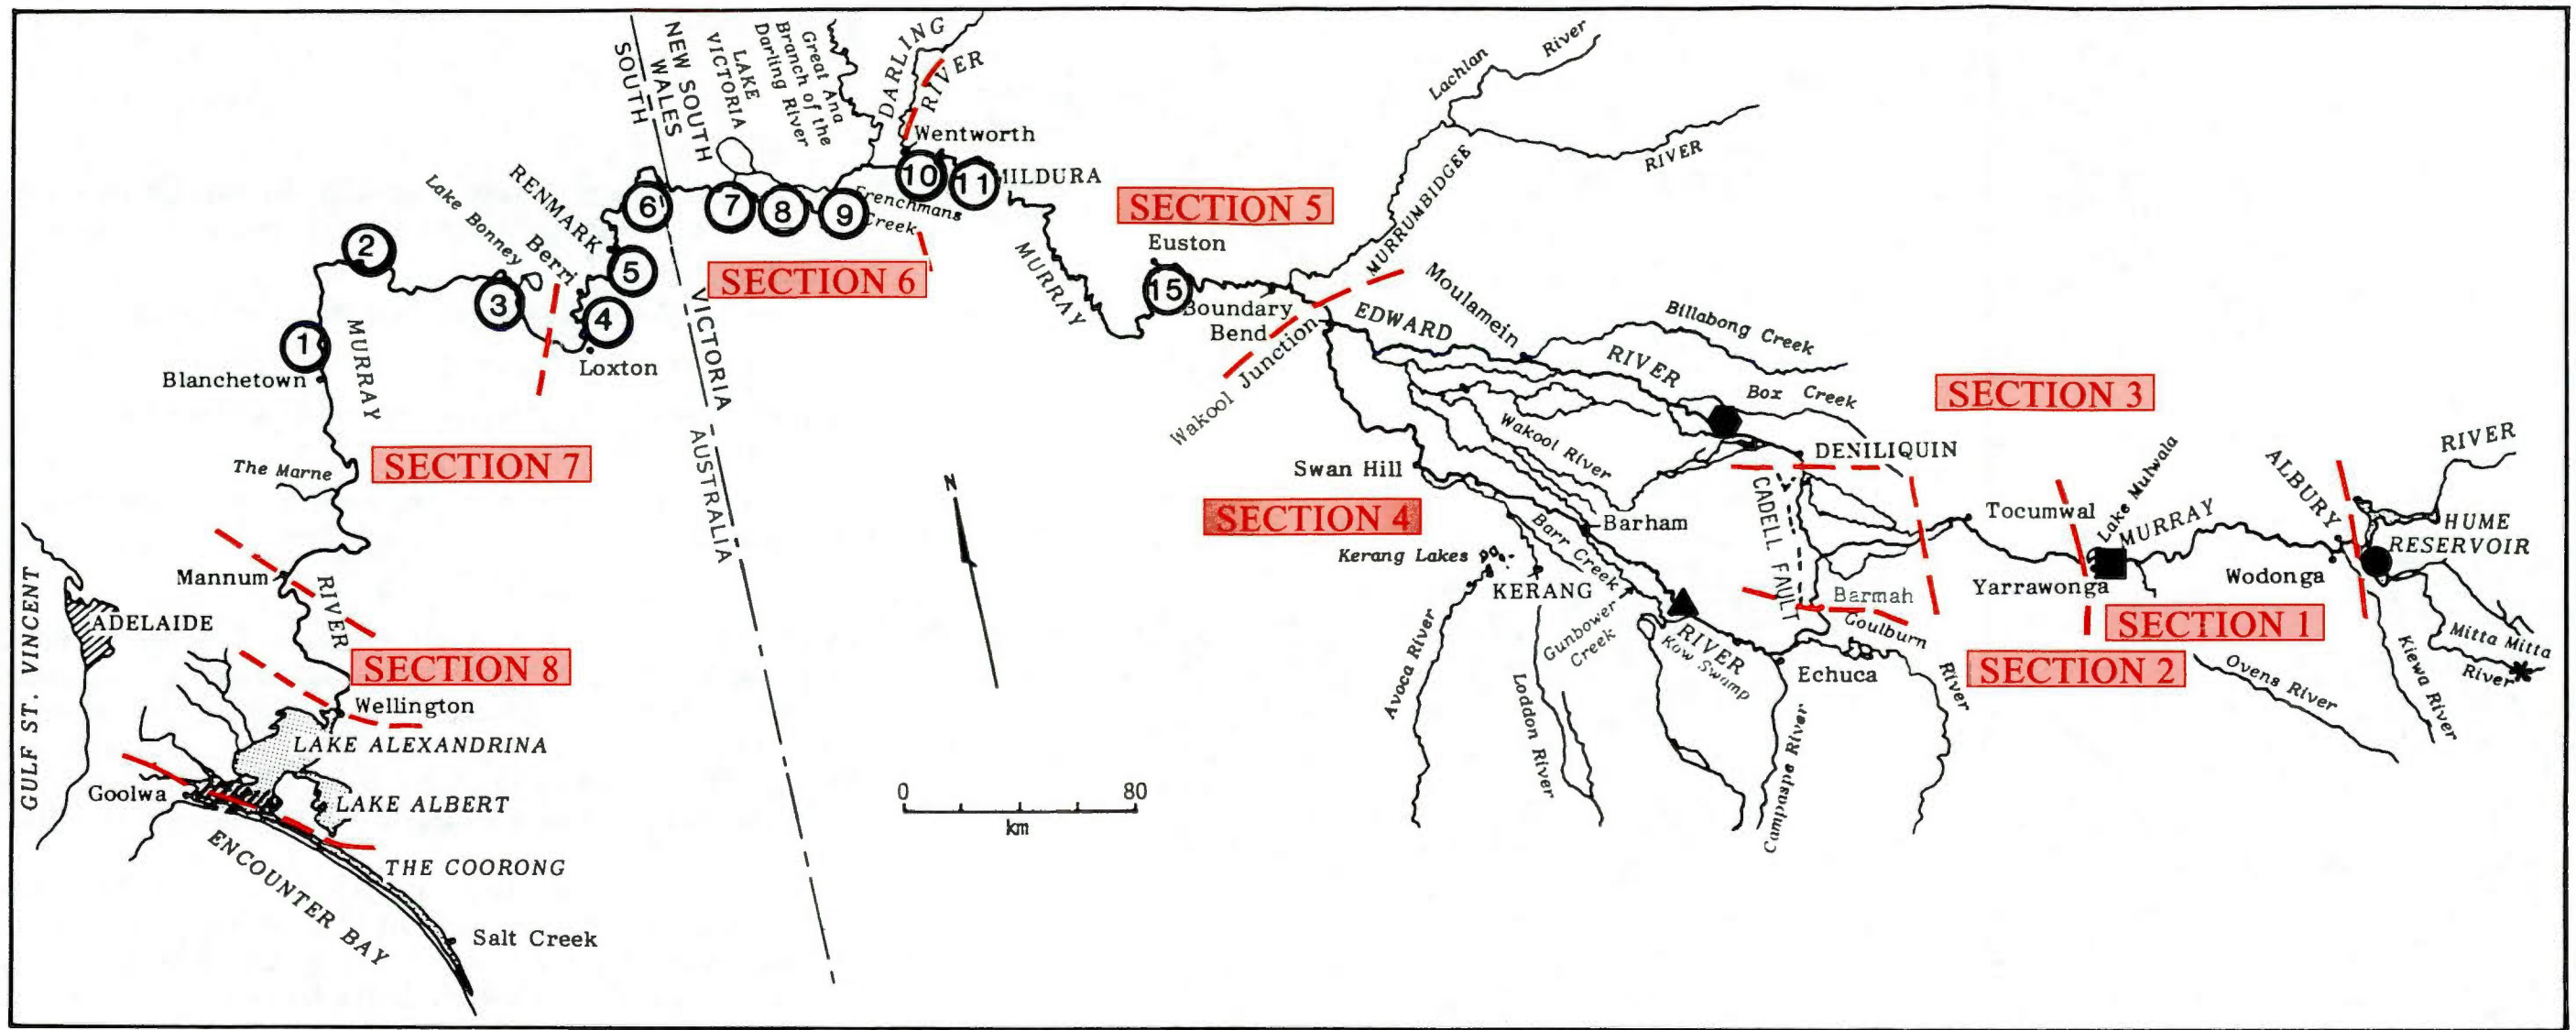 SOUTH
NEW SOUTH
WALES
LAKE
VICTORIA
Great Ana
Branch of the
Darling River
DARLING
RIVER
Wentworth
Lachlan
River
RIVER
MURRUMBIDGEE
RENMARK
Lake Bonney
Berri
2
3
1
4
5
6
7
8
9
10
11
15
MILDURA
Frenchmans
Creek
SECTION 5
Euston
SECTION 6
MURRAY
Boundary
Bend
Wakool Junction
Moulamein
EDWARD
RIVER
Billabong Creek
Box Creek
Blanchetown
MURRAY
Loxton
VICTORIA
AUSTRALIA
SECTION 7
The Marne
SECTION 3
DENILIQUIN
Wakool River
Swan Hill
SECTION 4
CADELL FAULT
Tocumwal
Lake Mulwala
MURRAY
ALBURY
RIVER
HUME
RESERVOIR
Barham
Barr Creek
Kerang Lakes
KERANG
Yarrawonga
Wodonga
Barmah
Goulburn
River
SECTION 1
SECTION 2
Mannum
RIVER
N
GULF ST. VINCENT
ADELAIDE
SECTION 8
Wellington
LAKE ALEXANDRINA
Goolwa
LAKE ALBERT
ENCOUNTER BAY
THE COORONG
Salt Creek
0
80
km
Avoca River
Loddon River
Gunbower
Creek
RIVER
Kow Swamp
Echuca
Campaspe River
Ovens River
Kiewa River
Mitta Mitta
River